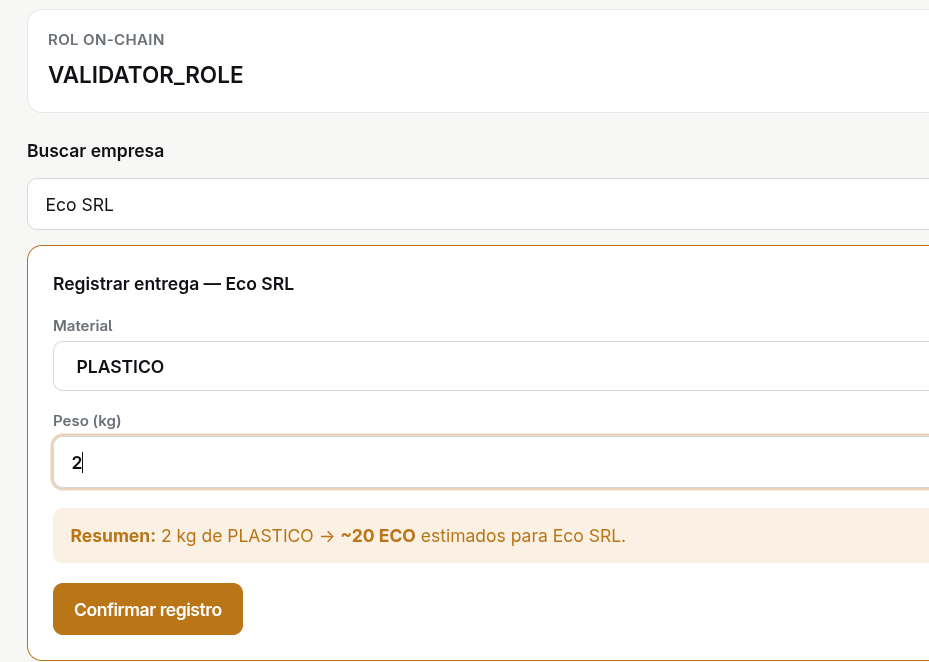 ROL ON-CHAIN
VALIDATOR_ROLE
Buscar empresa
Eco SRL
Registrar entrega — Eco SRL
Material
PLASTICO
Peso (kg)
2
Resumen: 2 kg de PLASTICO → ~20 ECO estimados para Eco SRL.
Confirmar registro